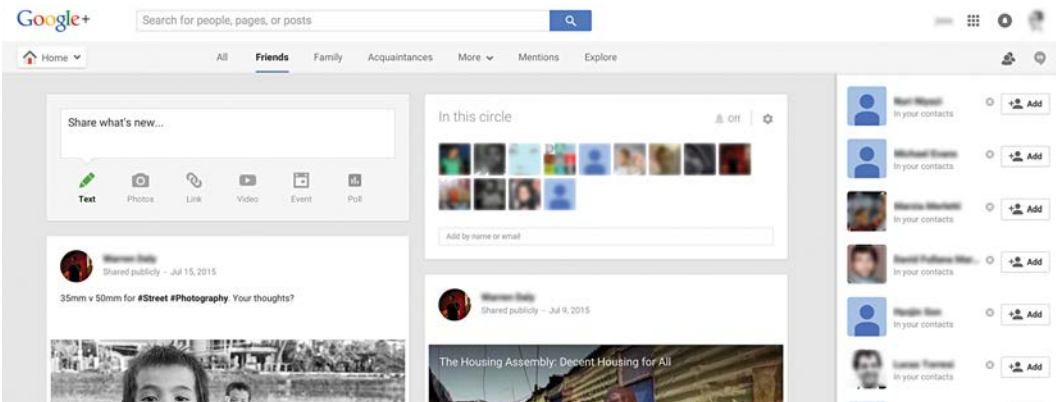 Google+
Search for people, pages, or posts
Home
All Friends Family Acquaintances More Mentions Explore
Share what's new...
Text Photos Link Video Event Poll
Shared publicly - Jul 15, 2015
35mm v 50mm for #Street #Photography. Your thoughts?
In this circle
Off
Add by name or email
Shared publicly - Jul 9, 2015
The Housing Assembly: Decent Housing for All
In your contacts
Add
In your contacts
Add
In your contacts
Add
In your contacts
Add
In your contacts
Add
In your contacts
Add